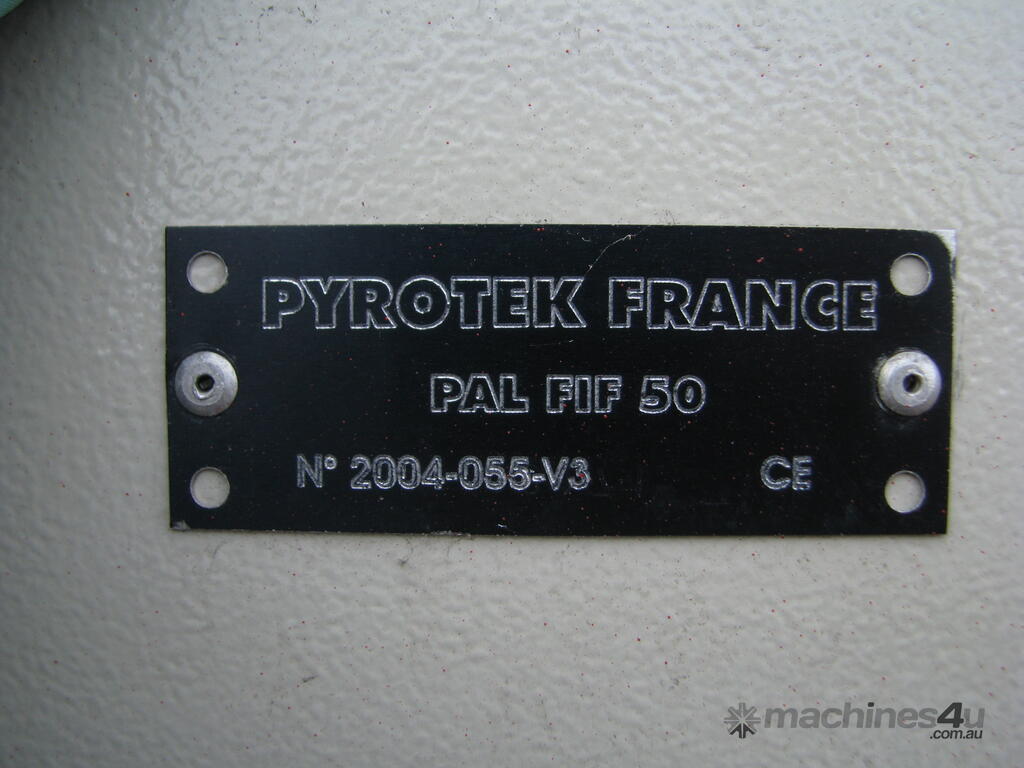 PYROTEK FRANCE
PAL FIF 50
N° 2004-055-V3 CE
machines4u
.com.au